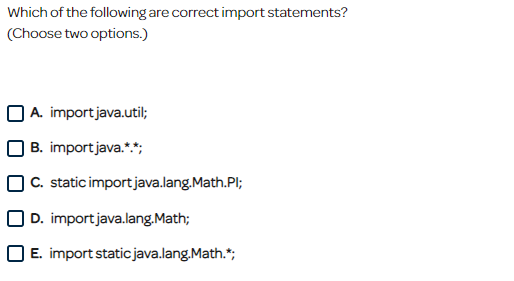 Which of the following are correct import statements?
(Choose two options.)
A. import java.util;
B. import java.*.*;
C. static import java.lang.Math.PI;
D. import java.lang.Math;
E. import static java.lang.Math.*;